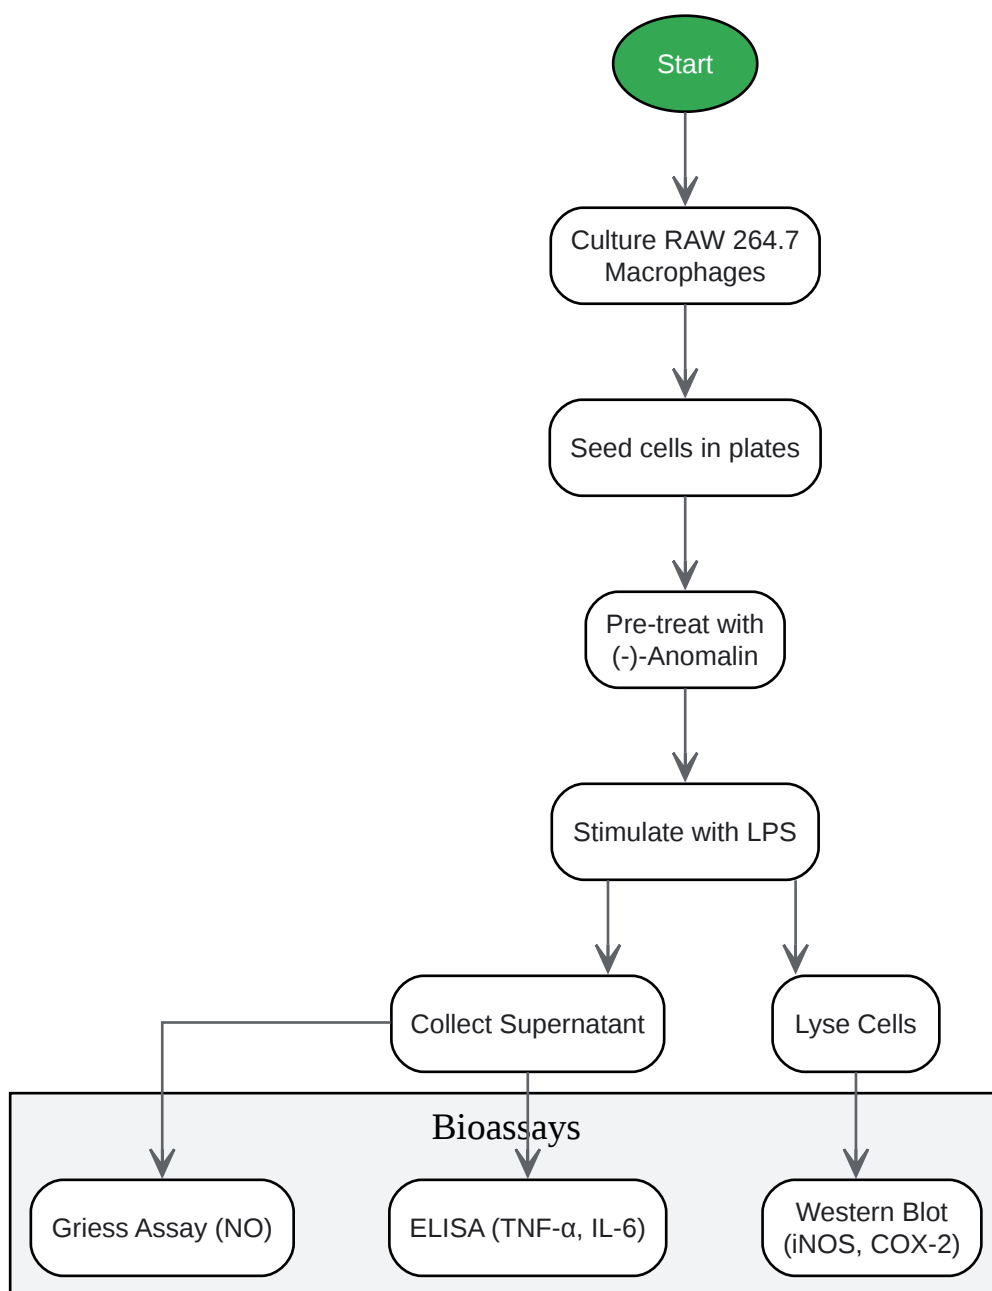 Start
Culture RAW 264.7
Macrophages
Seed cells in plates
Pre-treat with
(-)-Anomalin
Stimulate with LPS
Collect Supernatant
Lyse Cells
Bioassays
Griess Assay (NO)
ELISA (TNF-α, IL-6)
Western Blot
(iNOS, COX-2)